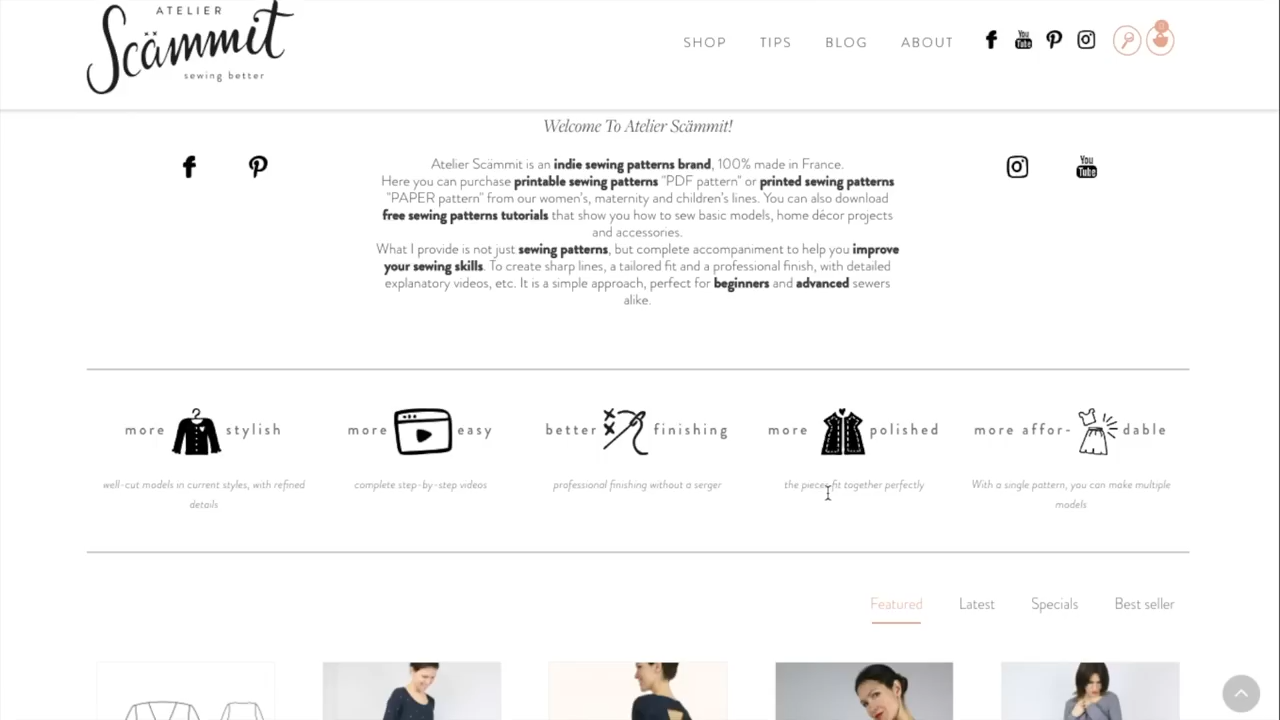 ATELIER
Scämmit
sewing better
SHOP TIPS BLOG ABOUT
You Tube
0
Welcome To Atelier Scämmit!
Atelier Scämmit is an indie sewing patterns brand, 100% made in France.
Here you can purchase printable sewing patterns "PDF pattern" or printed sewing patterns
"PAPER pattern" from our women's, maternity and children's lines. You can also download
free sewing patterns tutorials that show you how to sew basic models, home décor projects
and accessories.
What I provide is not just sewing patterns, but complete accompaniment to help you improve
your sewing skills. To create sharp lines, a tailored fit and a professional finish, with detailed
explanatory videos, etc. It is a simple approach, perfect for beginners and advanced sewers
alike.
You Tube
more stylish
well-cut models in current styles, with refined
details
more easy
complete step-by-step videos
better finishing
professional finishing without a serger
more polished
the pieces fit together perfectly
more affor- dable
With a single pattern, you can make multiple
models
Featured Latest Specials Best seller